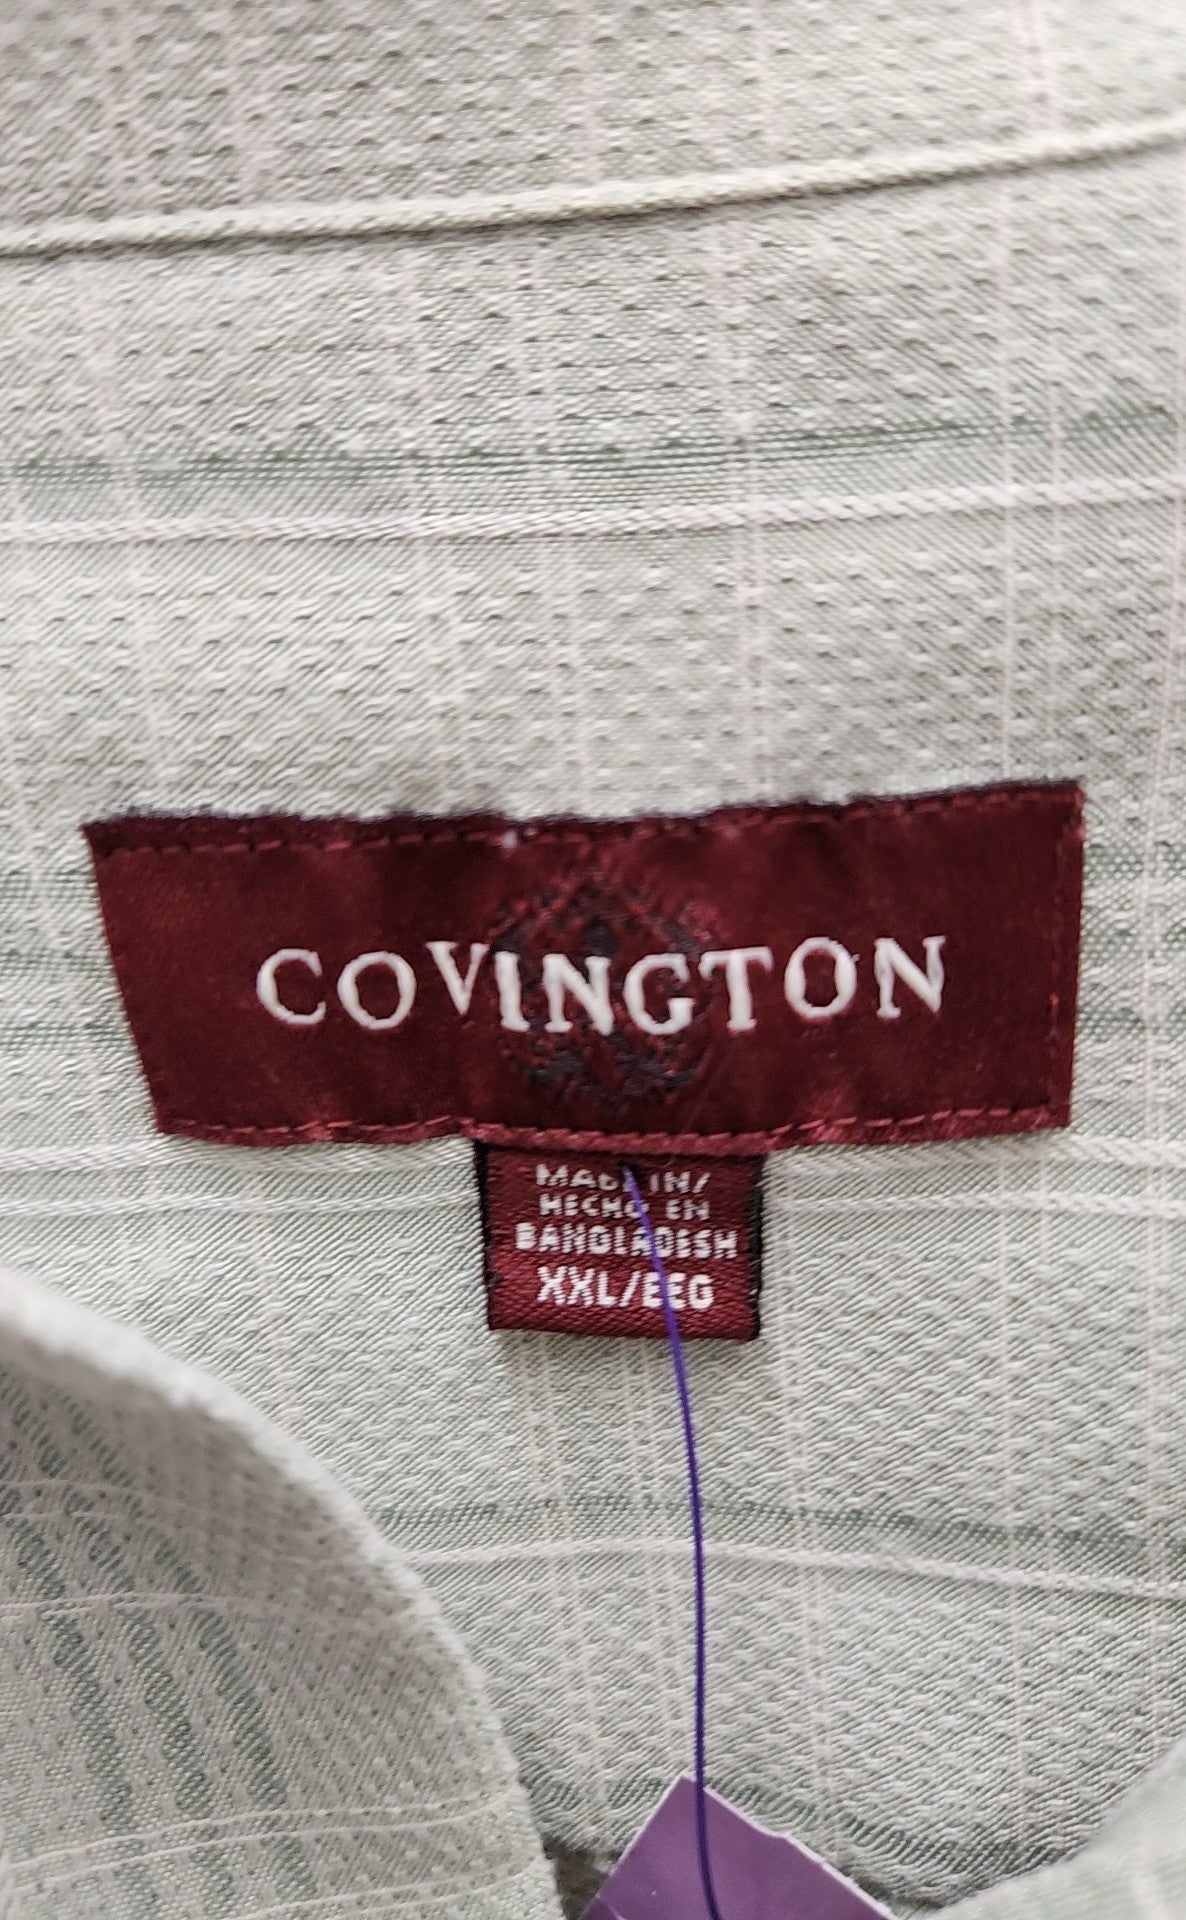 COVINGTON
MADE IN/
HECHO EN
BANGLADESH
XXL/EEG